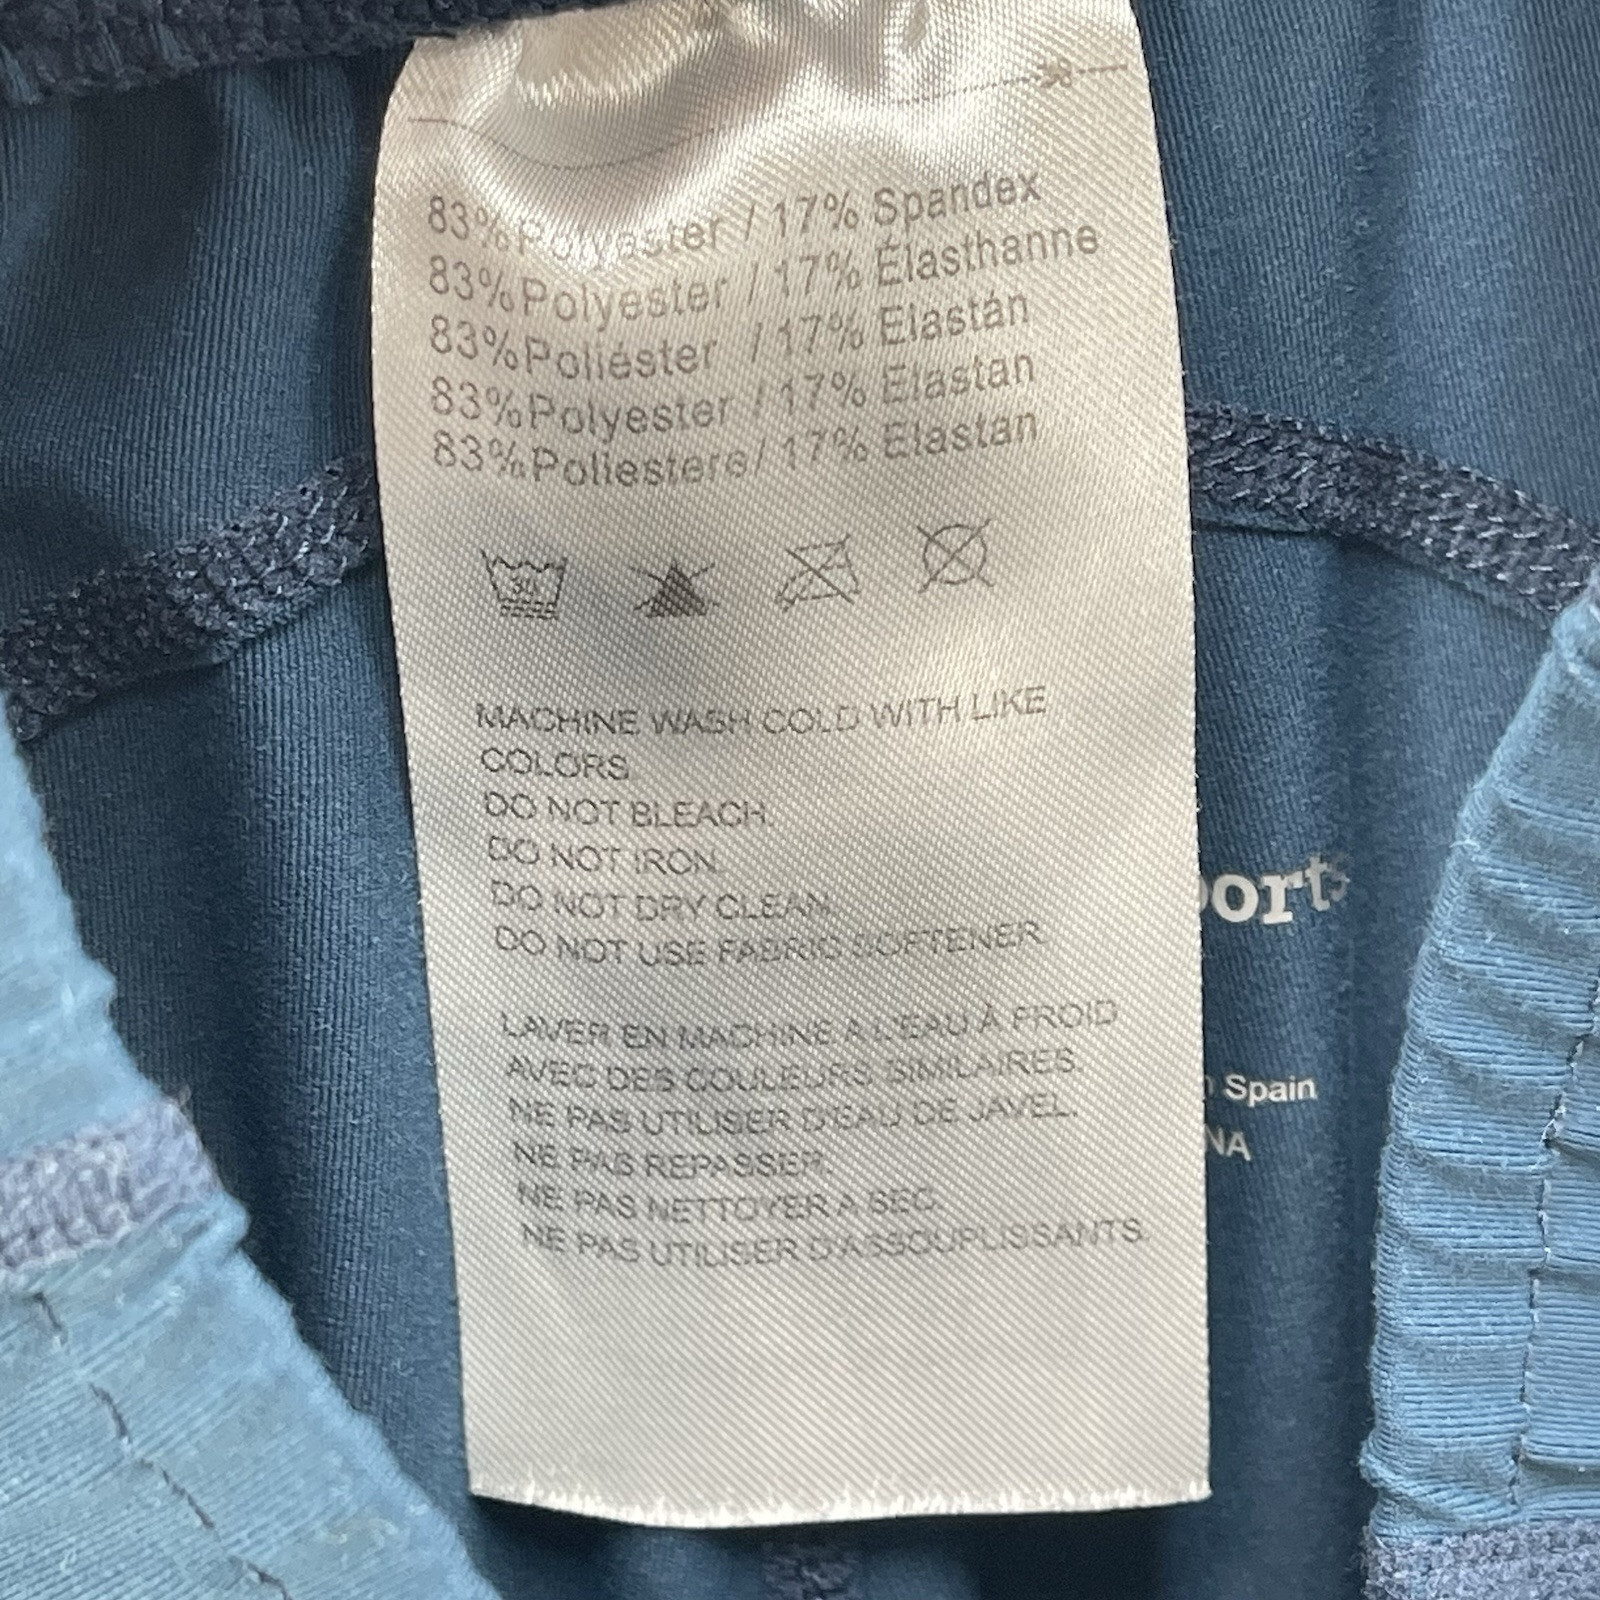 83% Polyester / 17% Spandex
83% Polyester / 17% Élasthanne
83% Poliéster / 17% Elastán
83% Polyester / 17% Elastan
83% Poliestere / 17% Elastan
30
MACHINE WASH COLD WITH LIKE
COLORS.
DO NOT BLEACH.
DO NOT IRON.
DO NOT DRY CLEAN.
DO NOT USE FABRIC SOFTENER.
LAVER EN MACHINE A L'EAU À FROID
AVEC DES COULEURS SIMILAIRES.
NE PAS UTILISER D'EAU DE JAVEL.
NE PAS REPASSER.
NE PAS NETTOYER A SEC.
NE PAS UTILISER D'ASSOUPLISSANTS.
orts
Spain
NA